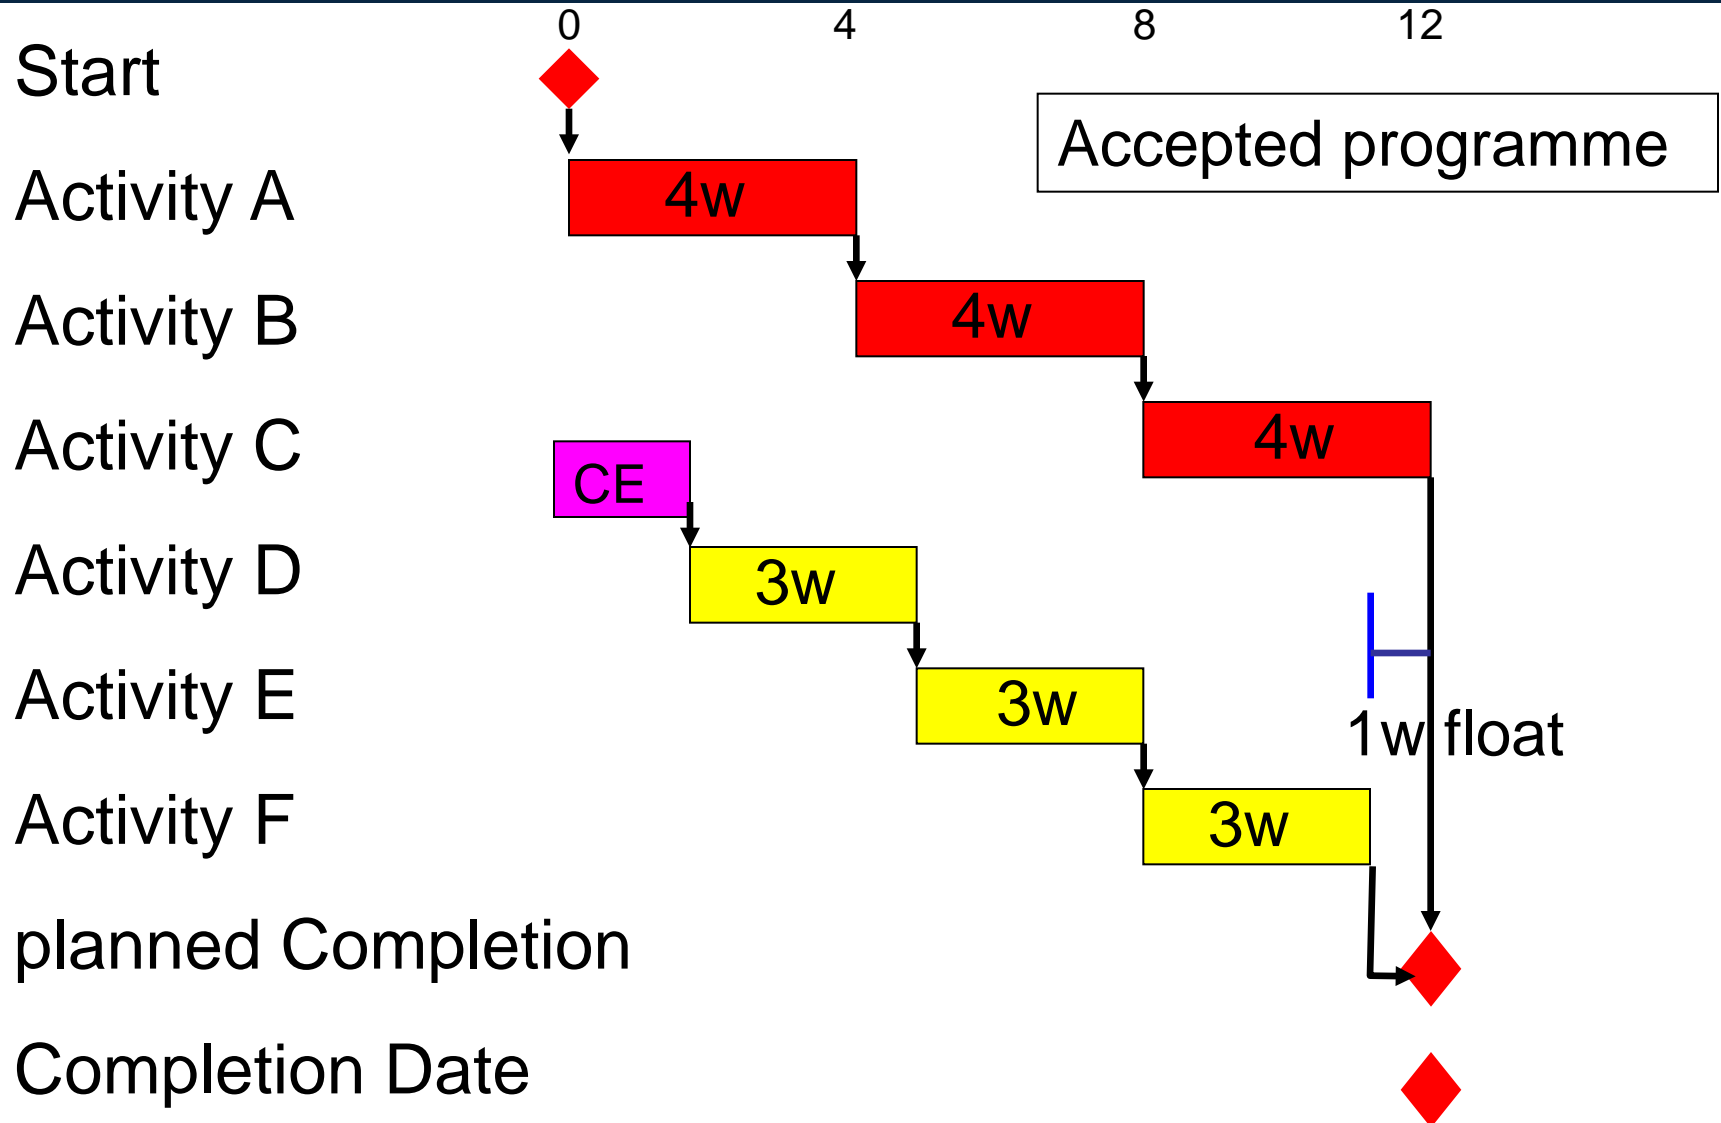 0 4 8 12
Start
Accepted programme
Activity A 4w
Activity B 4w
Activity C 4w
CE
Activity D 3w
Activity E 3w
1w float
Activity F 3w
planned Completion
Completion Date